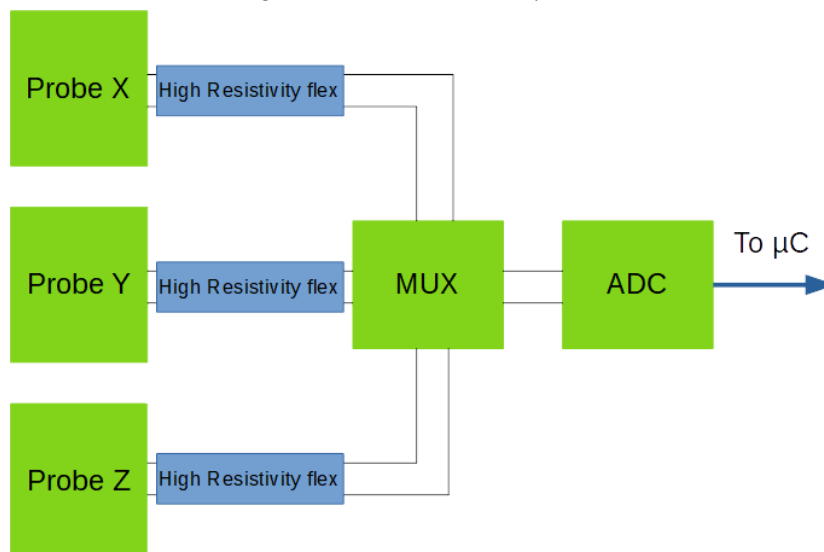 Probe X
High Resistivity flex
Probe Y
High Resistivity flex
MUX
ADC
To µC
Probe Z
High Resistivity flex